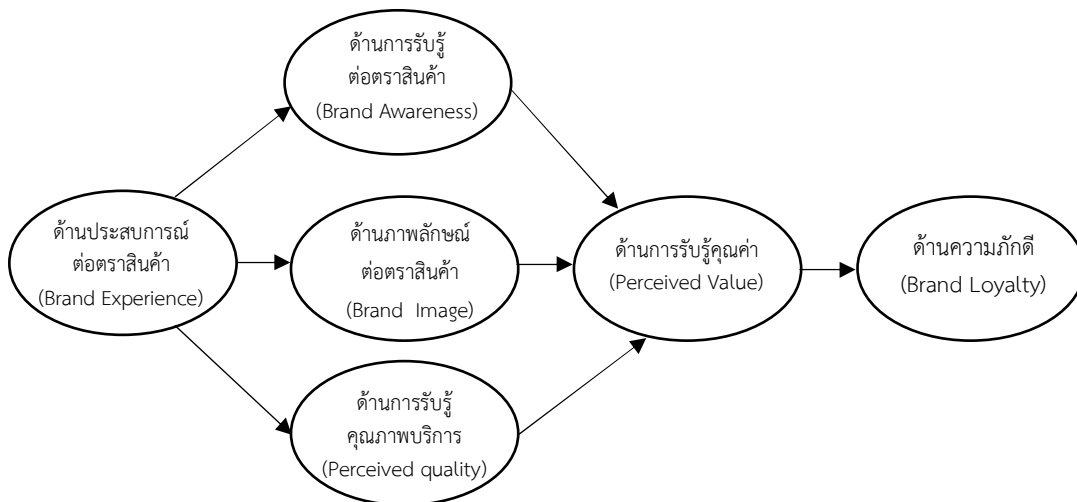 ด้านการรับรู้
ต่อตราสินค้า
(Brand Awareness)
ด้านประสบการณ์
ต่อตราสินค้า
(Brand Experience)
ด้านภาพลักษณ์
ต่อตราสินค้า
(Brand Image)
ด้านการรับรู้คุณค่า
(Perceived Value)
ด้านความภักดี
(Brand Loyalty)
ด้านการรับรู้
คุณภาพบริการ
(Perceived quality)